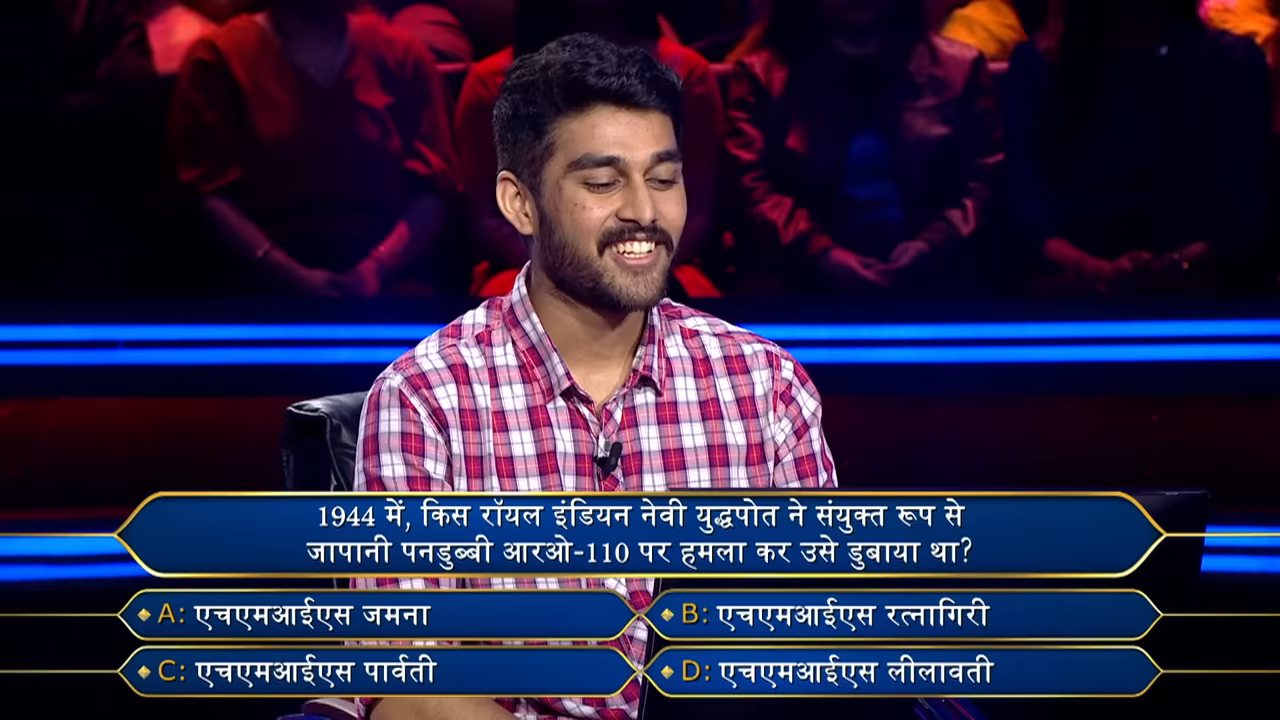 1944 में, किस रॉयल इंडियन नेवी युद्धपोत ने संयुक्त रूप से
जापानी पनडुब्बी आरओ-110 पर हमला कर उसे डुबाया था?
A: एचएमआईएस जमना
B: एचएमआईएस रत्नागिरी
C: एचएमआईएस पार्वती
D: एचएमआईएस लीलावती